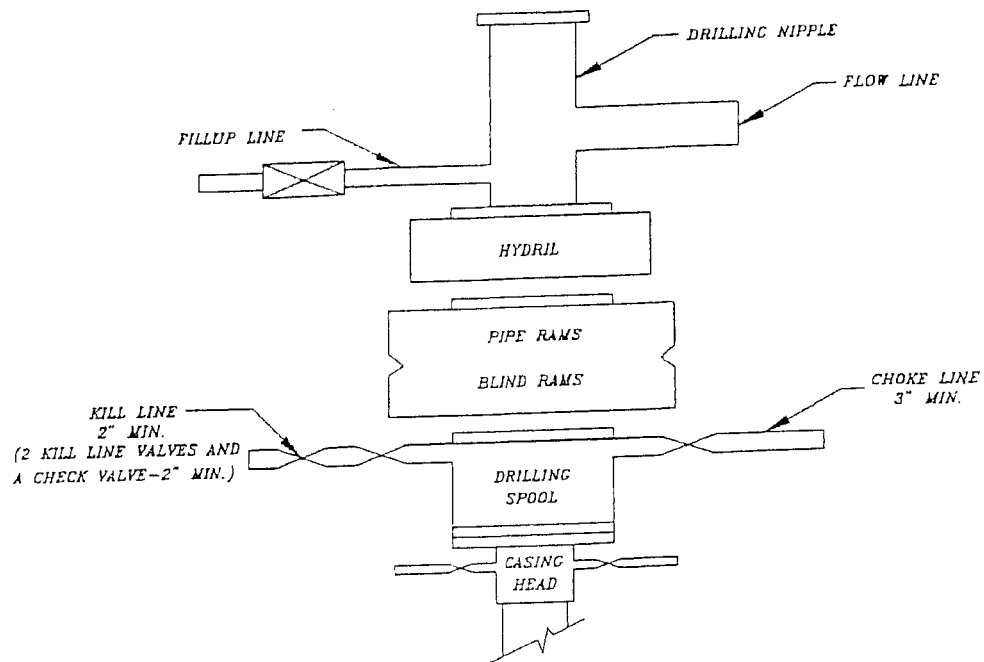 DRILLING NIPPLE
FLOW LINE
FILLUP LINE
HYDRIL
PIPE RAMS
BLIND RAMS
CHOKE LINE
3" MIN.
KILL LINE
2" MIN.
(2 KILL LINE VALVES AND
A CHECK VALVE-2" MIN.)
DRILLING
SPOOL
CASING
HEAD